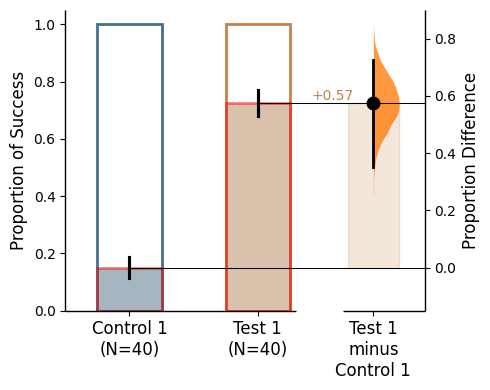 Proportion of Success
1.0
0.8
0.6
0.4
0.2
0.0
Control 1
(N=40)
Test 1
(N=40)
+0.57
Test 1
minus
Control 1
0.8
0.6
0.4
0.2
0.0
Proportion Difference